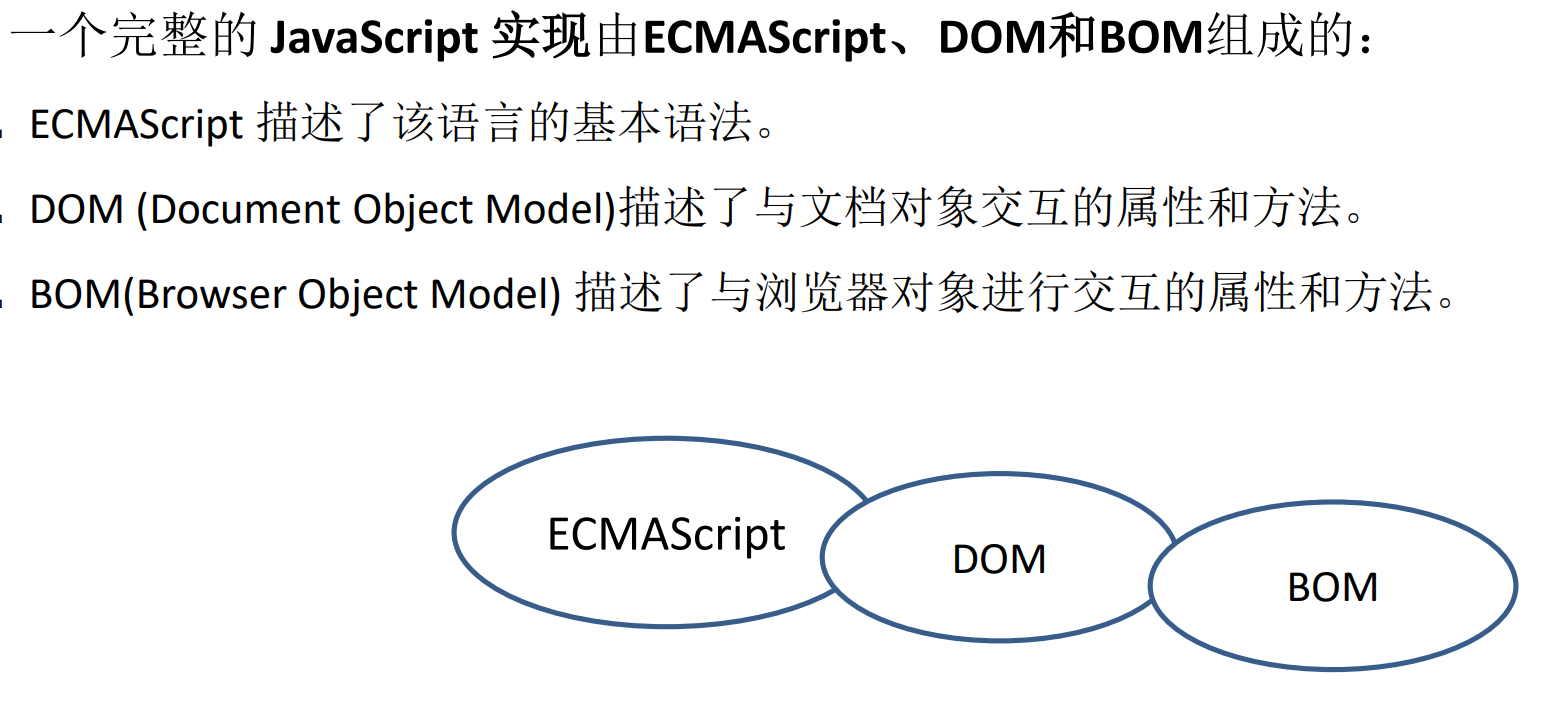 一个完整的 JavaScript 实现由ECMAScript、DOM和BOM组成的：
ECMAScript 描述了该语言的基本语法。
DOM (Document Object Model)描述了与文档对象交互的属性和方法。
BOM(Browser Object Model) 描述了与浏览器对象进行交互的属性和方法。
ECMAScript
DOM
BOM